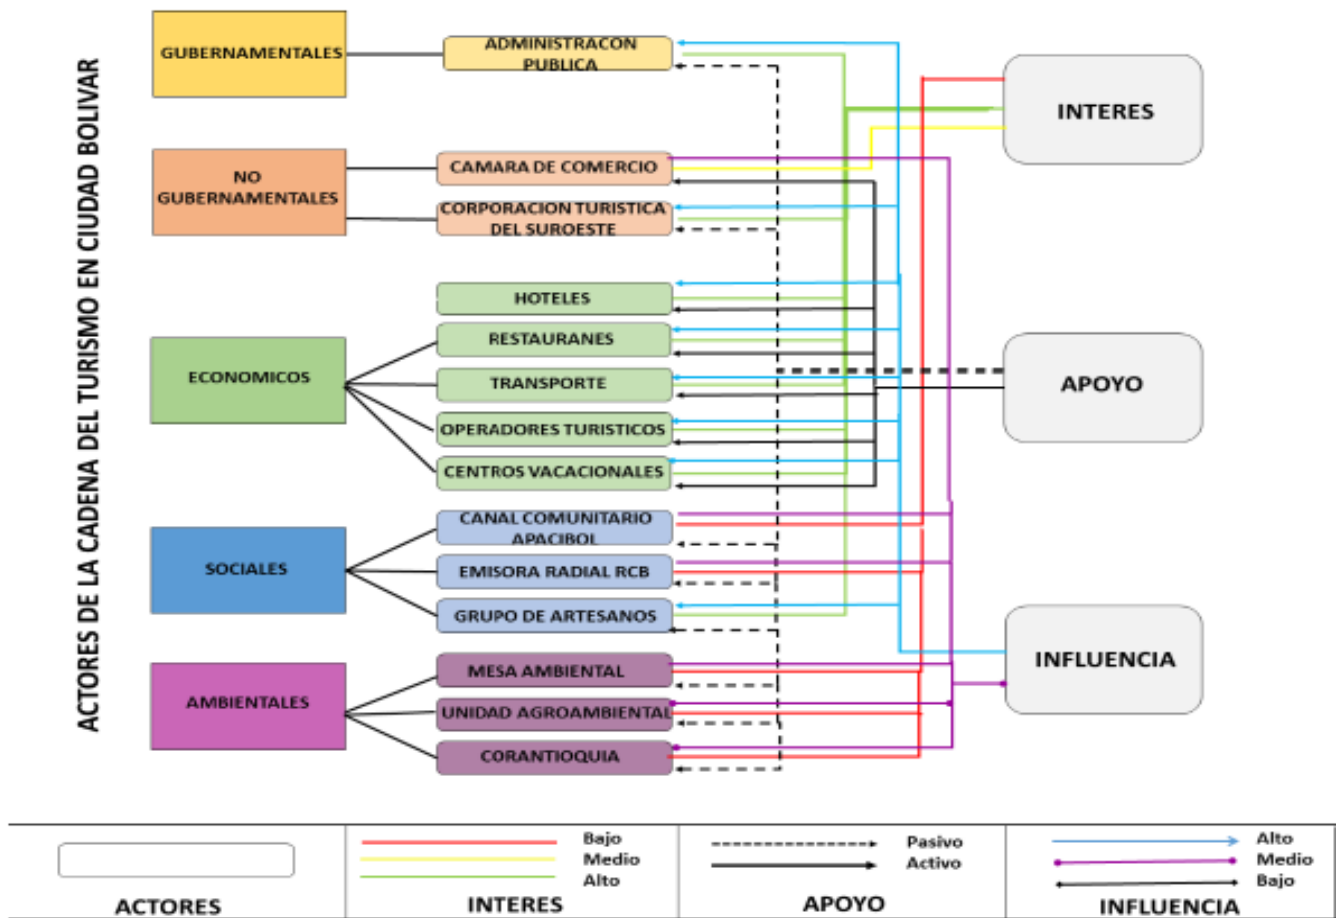 ACTORES DE LA CADENA DEL TURISMO EN CIUDAD BOLIVAR
GUBERNAMENTALES
ADMINISTRACON
PUBLICA
INTERES
NO
GUBERNAMENTALES
CAMARA DE COMERCIO
CORPORACION TURISTICA
DEL SUROESTE
ECONOMICOS
HOTELES
RESTAURANES
TRANSPORTE
OPERADORES TURISTICOS
CENTROS VACACIONALES
APOYO
SOCIALES
CANAL COMUNITARIO
APACIBOL
EMISORA RADIAL RCB
GRUPO DE ARTESANOS
INFLUENCIA
AMBIENTALES
MESA AMBIENTAL
UNIDAD AGROAMBIENTAL
CORANTIOQUIA
ACTORES
Bajo
Medio
Alto
INTERES
Pasivo
Activo
APOYO
Alto
Medio
Bajo
INFLUENCIA